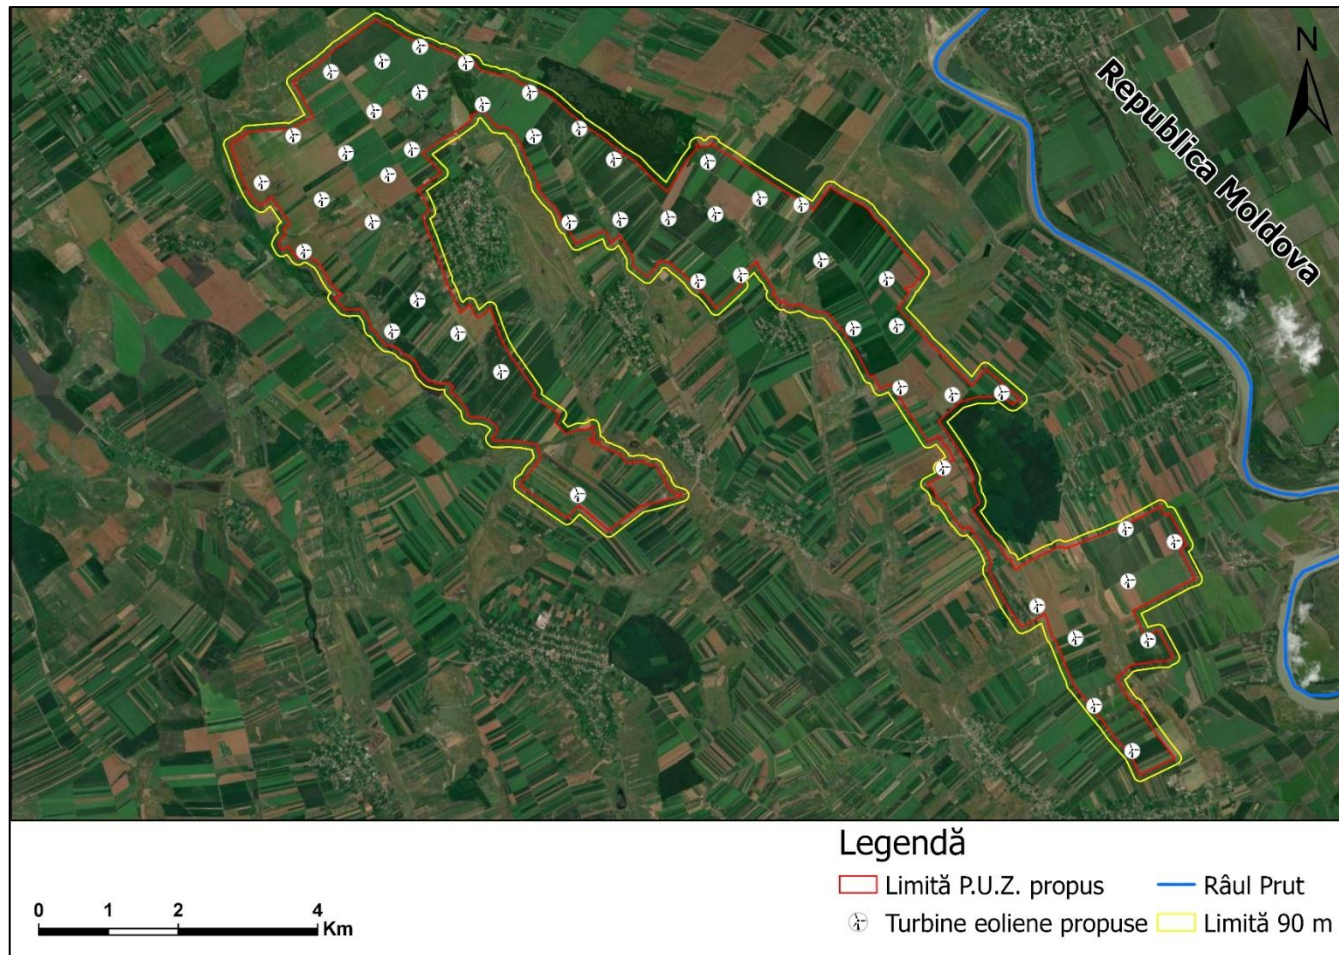 N
Republica Moldova
Legendă
Limită P.U.Z. propus
Râul Prut
Turbine eoliene propuse
Limită 90 m
0 1 2 4 Km